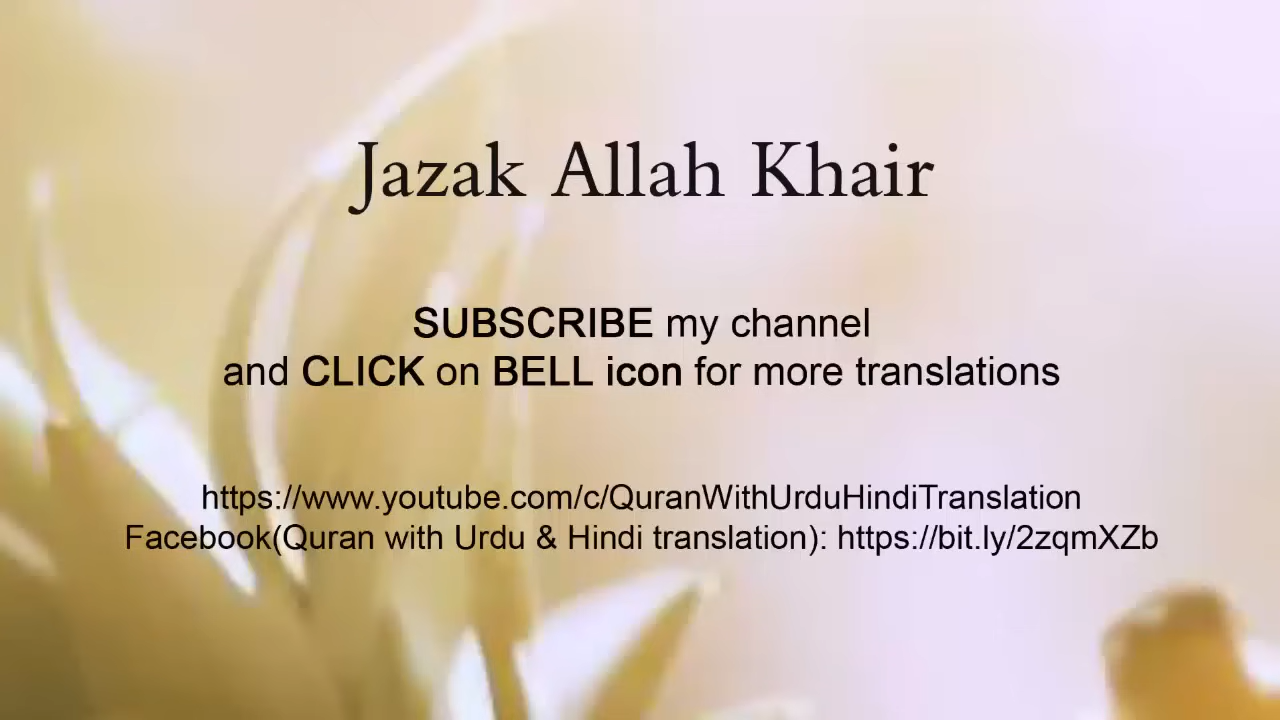 Jazak Allah Khair
SUBSCRIBE my channel
and CLICK on BELL icon for more translations
https://www.youtube.com/c/QuranWithUrduHindiTranslation
Facebook(Quran with Urdu & Hindi translation): https://bit.ly/2zqmXZb